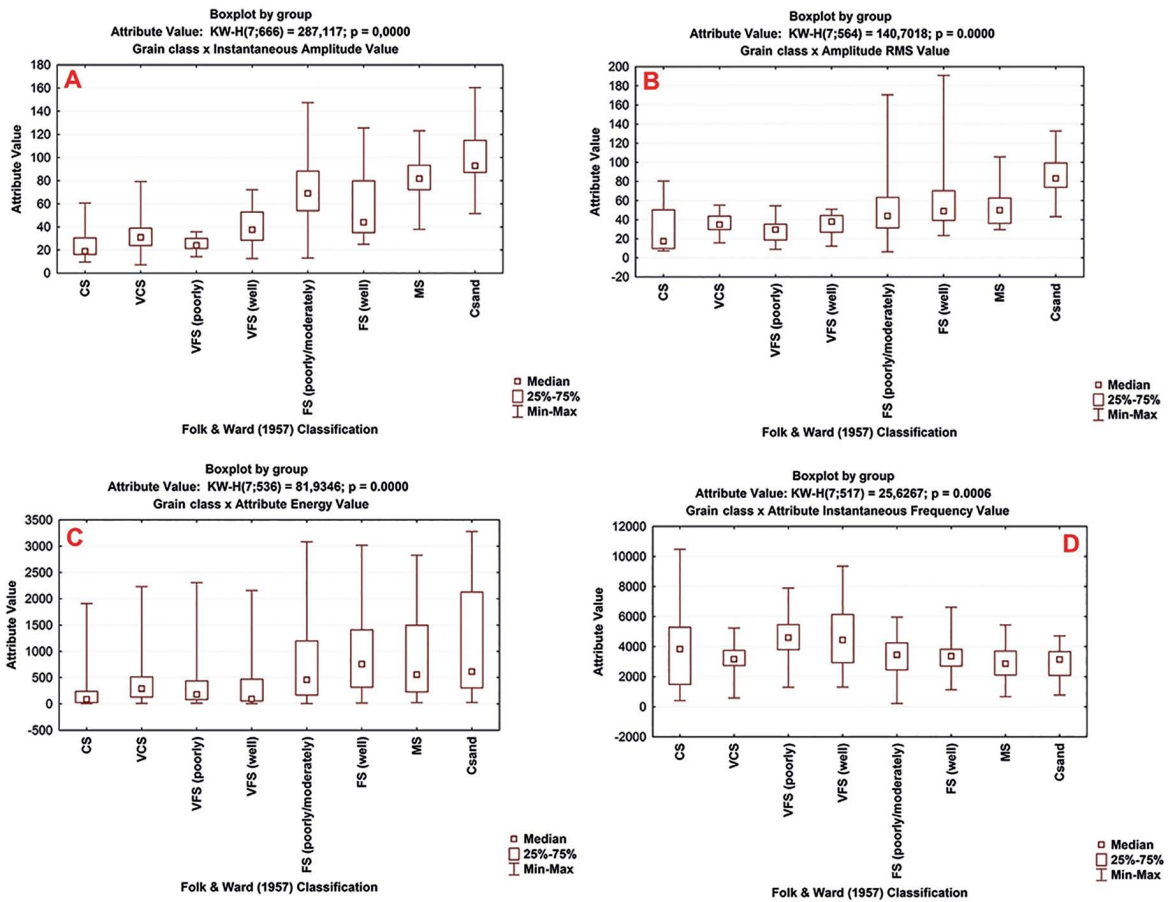 Boxplot by group
Attribute Value: KW-H(7;666) = 287,117; p = 0,0000
Grain class x Instantaneous Amplitude Value
A
Attribute Value
180
160
140
120
100
80
60
40
20
0
CS
VCS
VFS (poorly)
VFS (well)
FS (poorly/moderately)
FS (well)
MS
Csand
Median
25%-75%
Min-Max
Folk & Ward (1957) Classification
Boxplot by group
Attribute Value: KW-H(7;564) = 140,7018; p = 0.0000
Grain class x Amplitude RMS Value
B
Attribute Value
200
180
160
140
120
100
80
60
40
20
0
-20
CS
VCS
VFS (poorly)
VFS (well)
FS (poorly/moderately)
FS (well)
MS
Csand
Median
25%-75%
Min-Max
Folk & Ward (1957) Classification
Boxplot by group
Attribute Value: KW-H(7;536) = 81,9346; p = 0.0000
Grain class x Attribute Energy Value
C
Attribute Value
3500
3000
2500
2000
1500
1000
500
0
-500
CS
VCS
VFS (poorly)
VFS (well)
FS (poorly/moderately)
FS (well)
MS
Csand
Median
25%-75%
Min-Max
Folk & Ward (1957) Classification
Boxplot by group
Attribute Value: KW-H(7;517) = 25,6267; p = 0.0006
Grain class x Attribute Instantaneous Frequency Value
D
Attribute Value
12000
10000
8000
6000
4000
2000
0
-2000
CS
VCS
VFS (poorly)
VFS (well)
FS (poorly/moderately)
FS (well)
MS
Csand
Median
25%-75%
Min-Max
Folk & Ward (1957) Classification